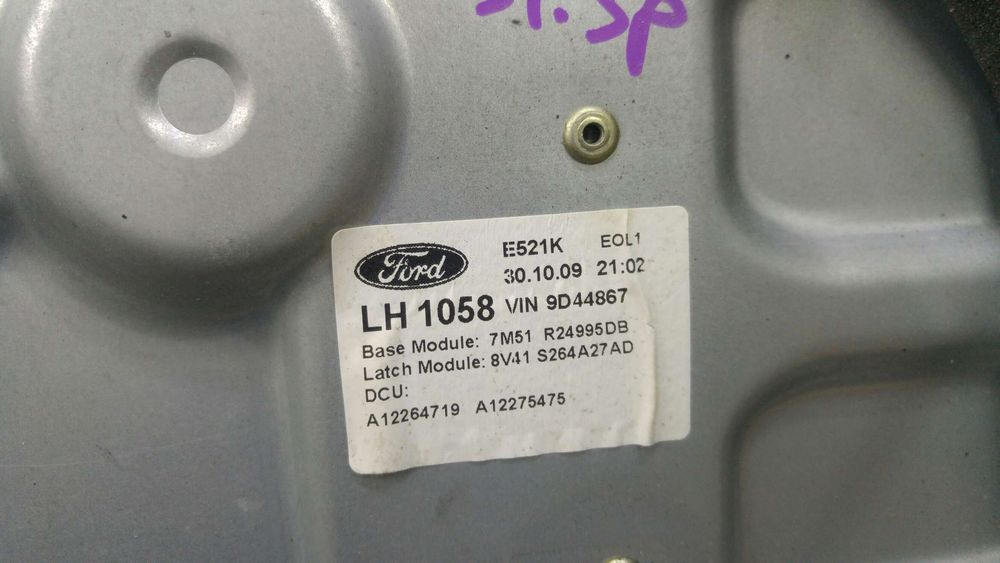 Ford
E521K EOL1
30.10.09 21:02
LH 1058 VIN 9D44867
Base Module: 7M51 R24995DB
Latch Module: 8V41 S264A27AD
DCU:
A12264719 A12275475